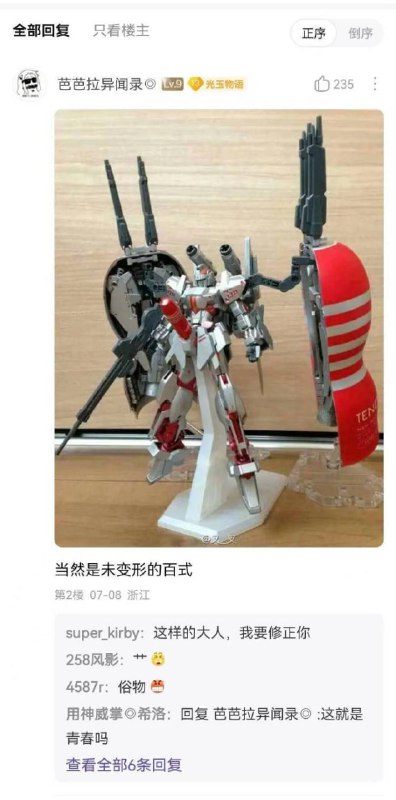 全部回复 只看楼主 正序 倒序
芭芭拉异闻录◎ Lv.9 光玉物语 235
TEN
@又_又
当然是未变形的百式
第2楼 07-08 浙江
super_kirby：这样的大人，我要修正你
258风影：艹
4587r：俗物
用神威掌◎希洛：回复 芭芭拉异闻录◎ :这就是
青春吗
查看全部6条回复